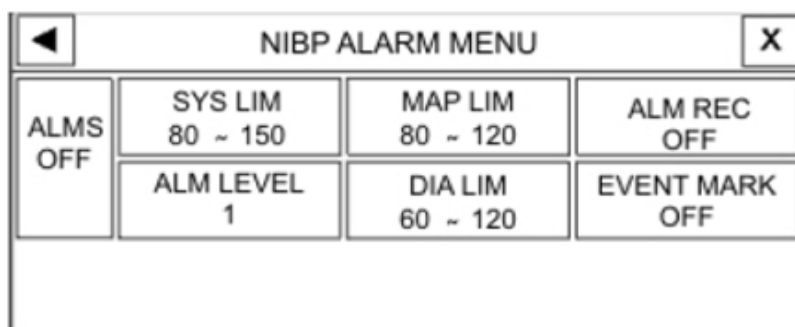 ◀ NIBP ALARM MENU X
ALMS
OFF
SYS LIM
80 ~ 150
MAP LIM
80 ~ 120
ALM REC
OFF
ALM LEVEL
1
DIA LIM
60 ~ 120
EVENT MARK
OFF